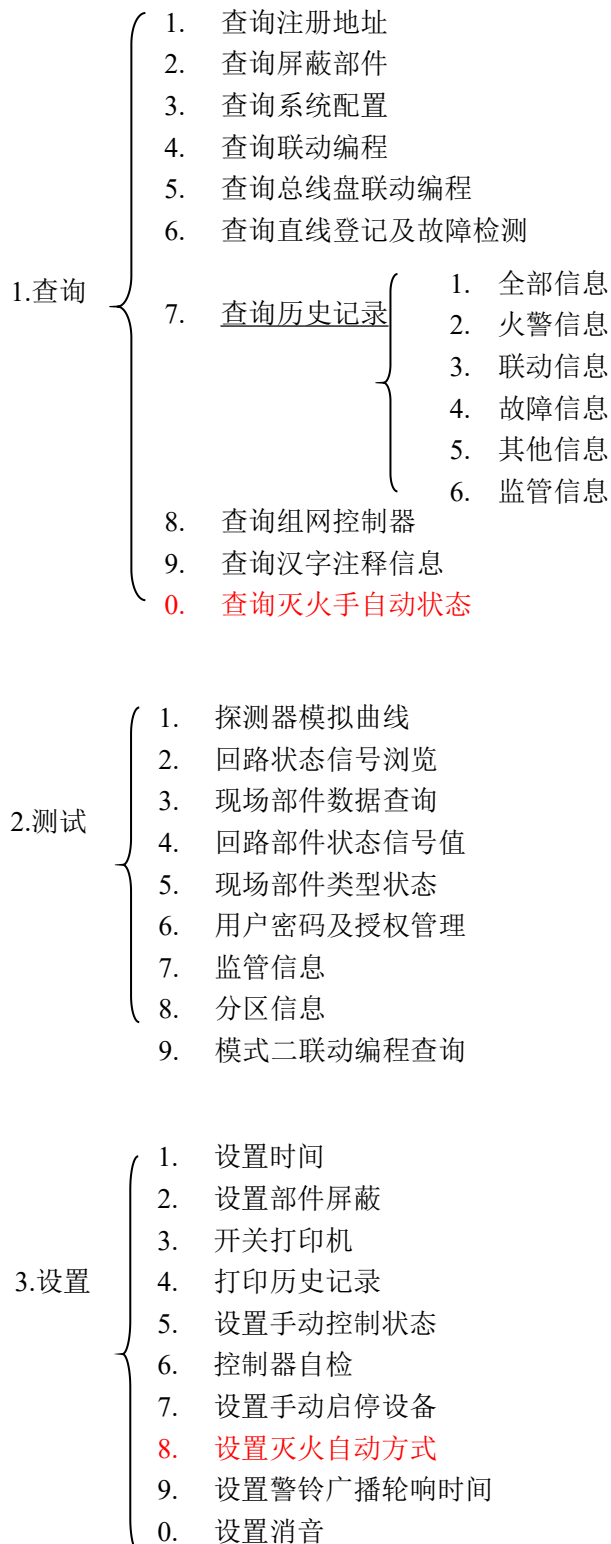 1.查询
1. 查询注册地址
2. 查询屏蔽部件
3. 查询系统配置
4. 查询联动编程
5. 查询总线盘联动编程
6. 查询直线登记及故障检测
7. 查询历史记录
1. 全部信息
2. 火警信息
3. 联动信息
4. 故障信息
5. 其他信息
6. 监管信息
8. 查询组网控制器
9. 查询汉字注释信息
0. 查询灭火手自动状态
2.测试
1. 探测器模拟曲线
2. 回路状态信号浏览
3. 现场部件数据查询
4. 回路部件状态信号值
5. 现场部件类型状态
6. 用户密码及授权管理
7. 监管信息
8. 分区信息
9. 模式二联动编程查询
3.设置
1. 设置时间
2. 设置部件屏蔽
3. 开关打印机
4. 打印历史记录
5. 设置手动控制状态
6. 控制器自检
7. 设置手动启停设备
8. 设置灭火自动方式
9. 设置警铃广播轮响时间
0. 设置消音